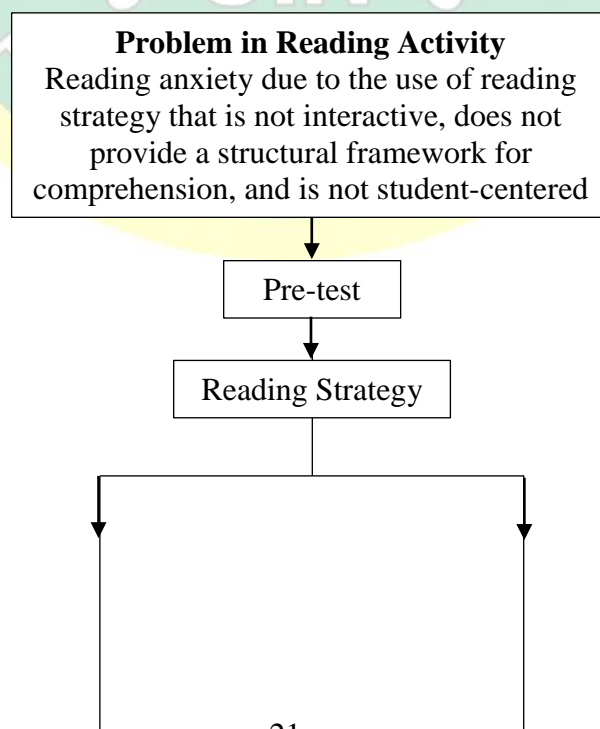 Problem in Reading Activity
Reading anxiety due to the use of reading
strategy that is not interactive, does not
provide a structural framework for
comprehension, and is not student-centered
Pre-test
Reading Strategy